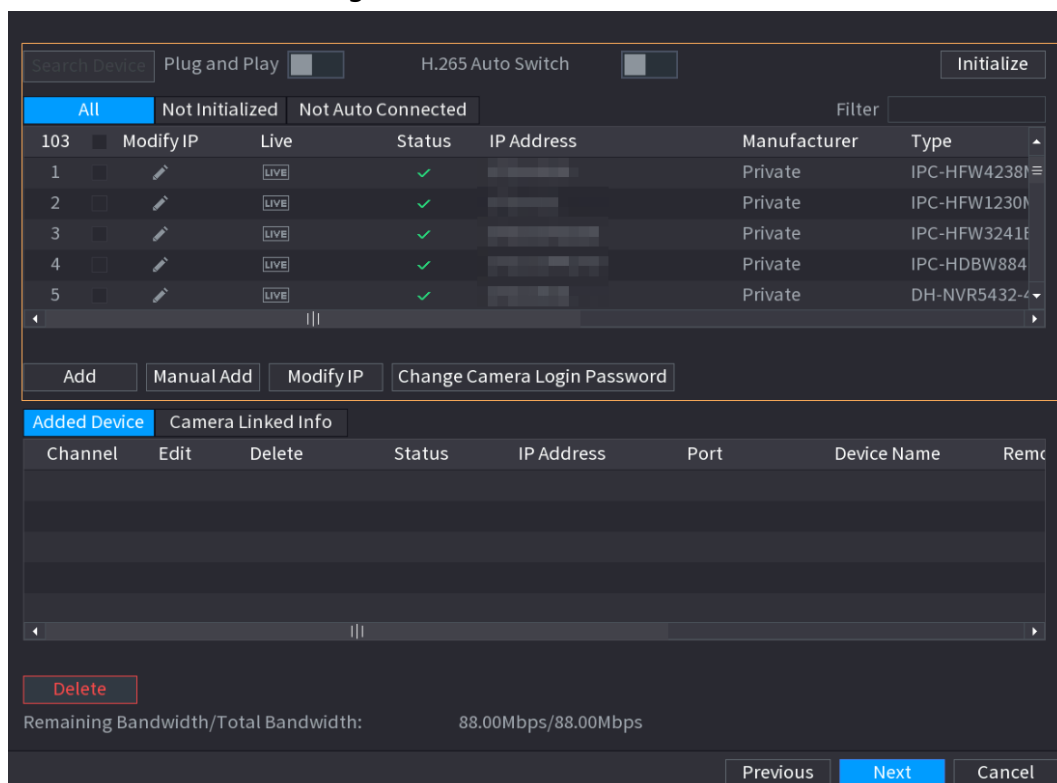 Search Device Plug and Play H.265 Auto Switch Initialize
All Not Initialized Not Auto Connected Filter
103 Modify IP Live Status IP Address Manufacturer Type
1 LIVE Private IPC-HFW4238
2 LIVE Private IPC-HFW1230
3 LIVE Private IPC-HFW3241
4 LIVE Private IPC-HDBW884
5 LIVE Private DH-NVR5432-4
Add Manual Add Modify IP Change Camera Login Password
Added Device Camera Linked Info
Channel Edit Delete Status IP Address Port Device Name Remo
Delete
Remaining Bandwidth/Total Bandwidth: 88.00Mbps/88.00Mbps
Previous Next Cancel